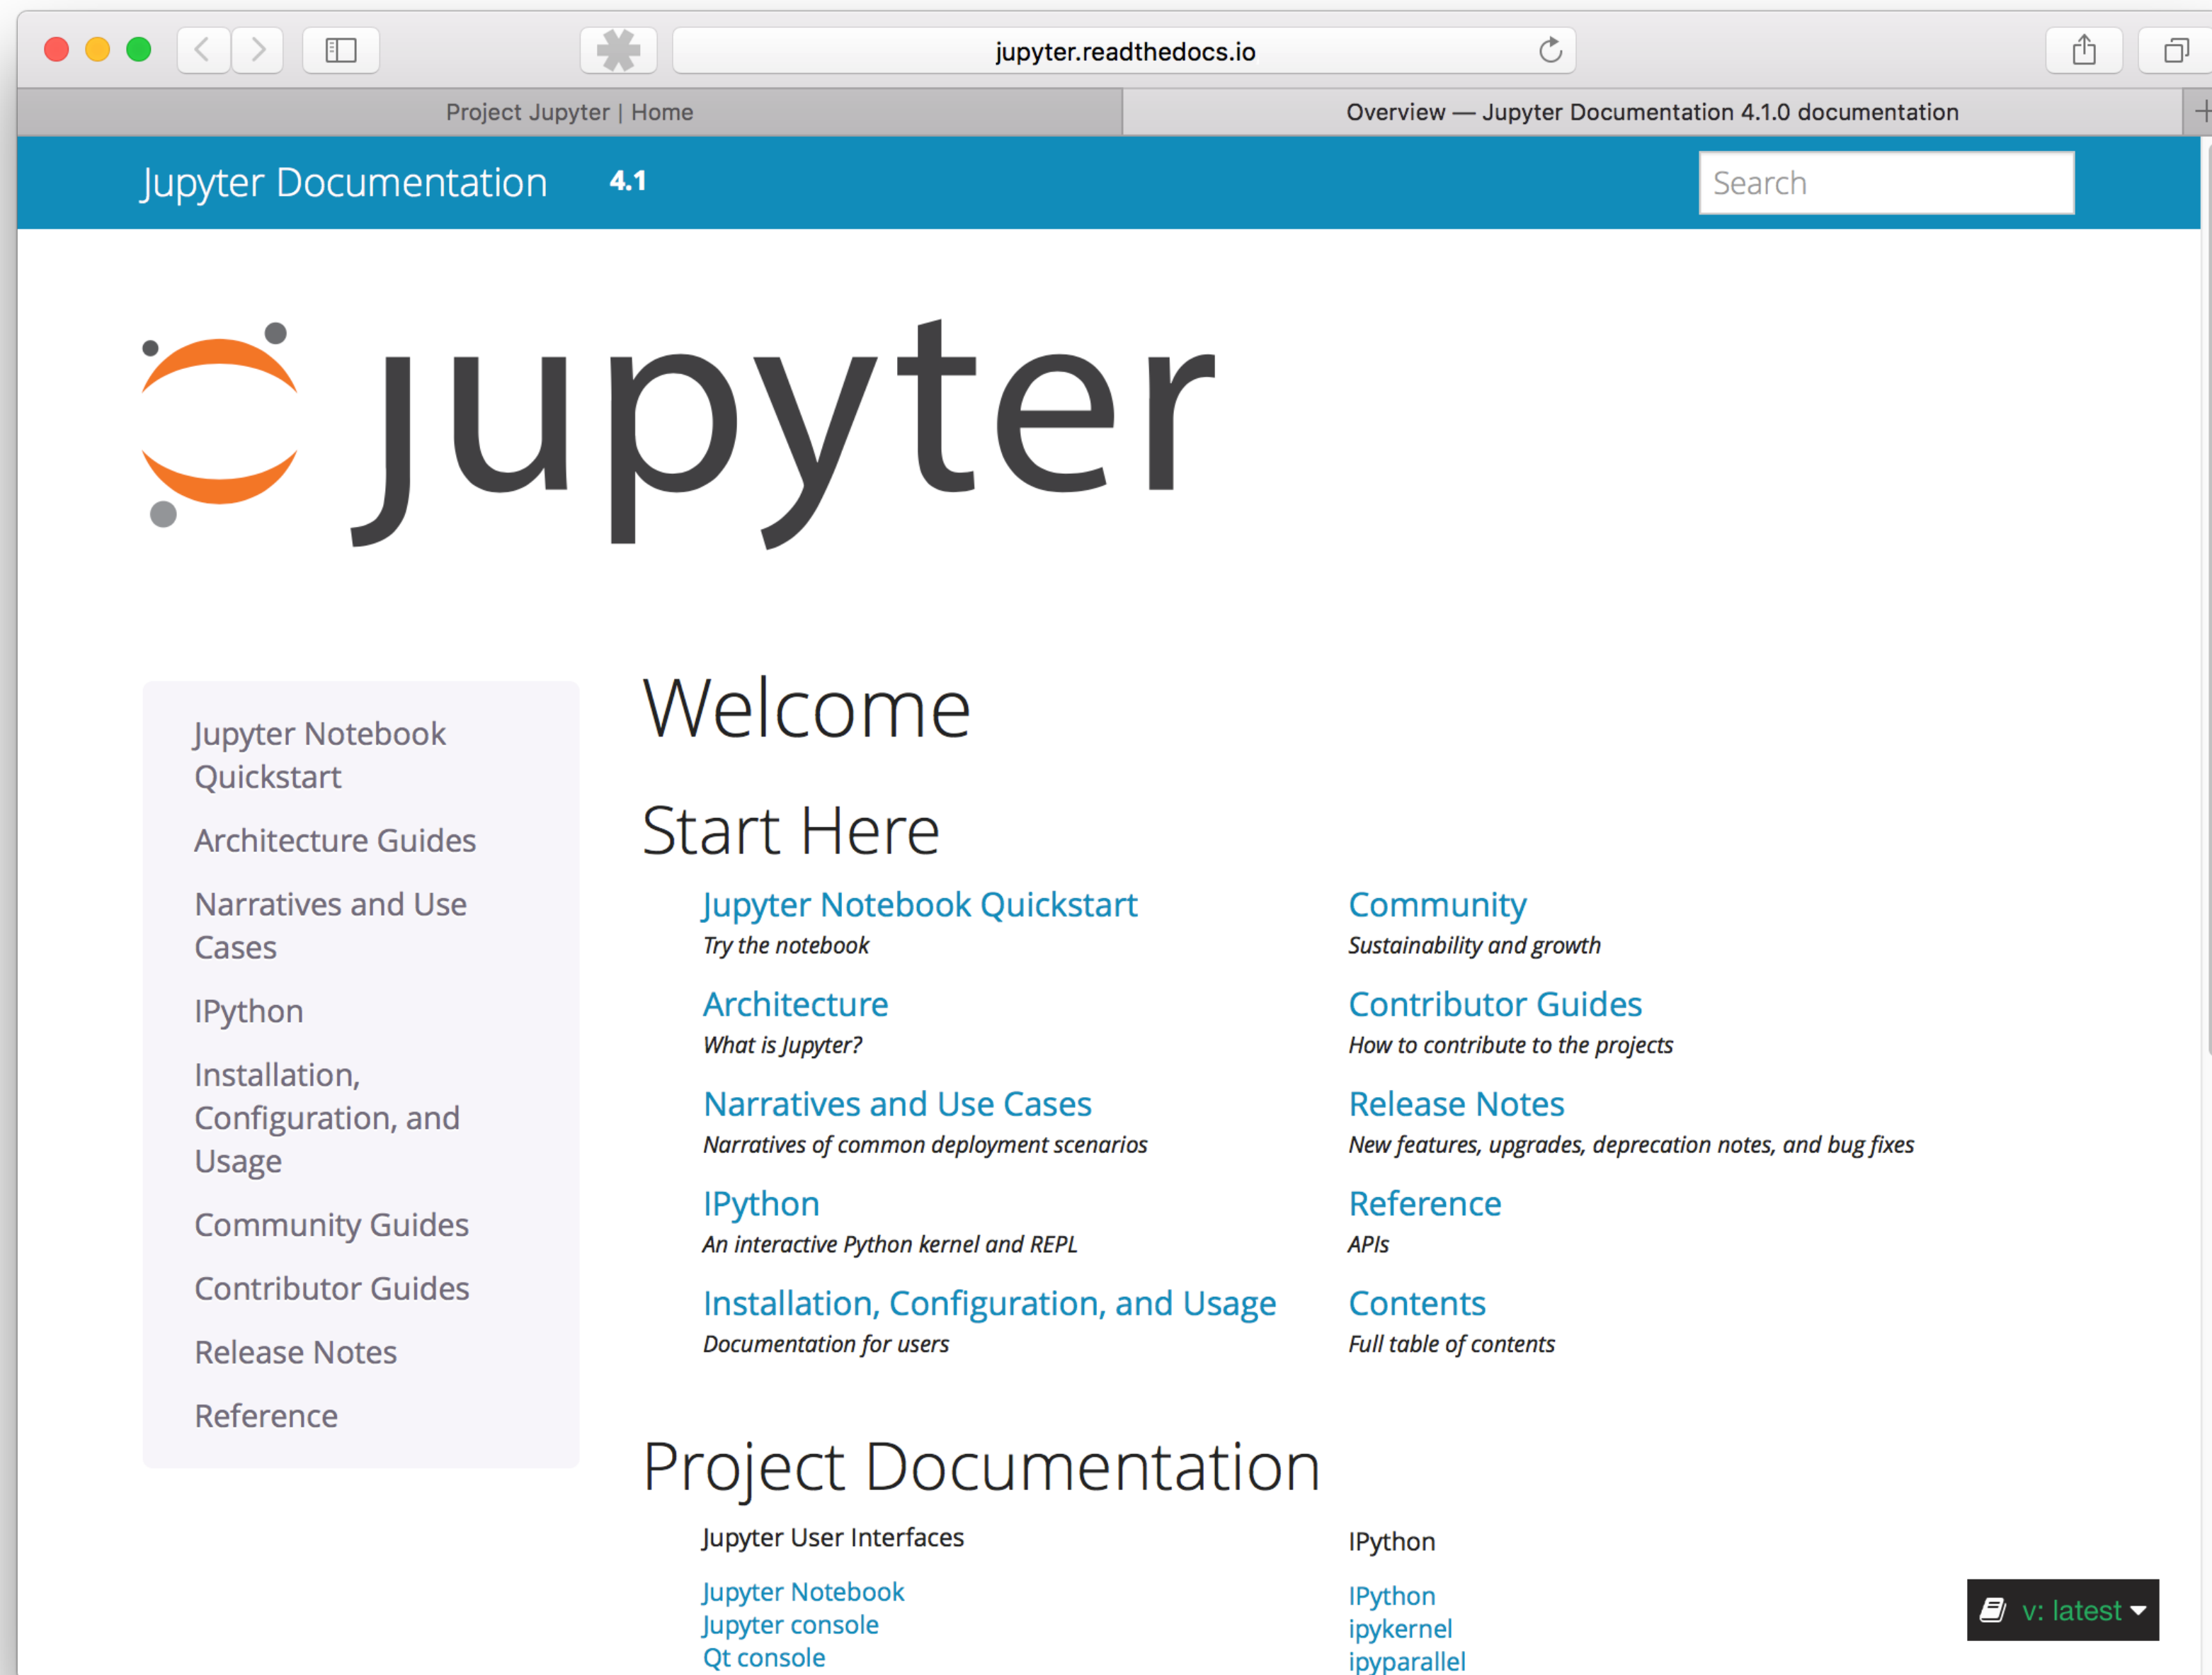 jupyter.readthedocs.io
Project Jupyter | Home
Overview — Jupyter Documentation 4.1.0 documentation
Jupyter Documentation 4.1
Search
jupyter
Jupyter Notebook
Quickstart
Architecture Guides
Narratives and Use
Cases
IPython
Installation,
Configuration, and
Usage
Community Guides
Contributor Guides
Release Notes
Reference
Welcome
Start Here
Jupyter Notebook Quickstart
Try the notebook
Architecture
What is Jupyter?
Narratives and Use Cases
Narratives of common deployment scenarios
IPython
An interactive Python kernel and REPL
Installation, Configuration, and Usage
Documentation for users
Community
Sustainability and growth
Contributor Guides
How to contribute to the projects
Release Notes
New features, upgrades, deprecation notes, and bug fixes
Reference
APIs
Contents
Full table of contents
Project Documentation
Jupyter User Interfaces
Jupyter Notebook
Jupyter console
Qt console
IPython
IPython
ipykernel
ipyparallel
v: latest